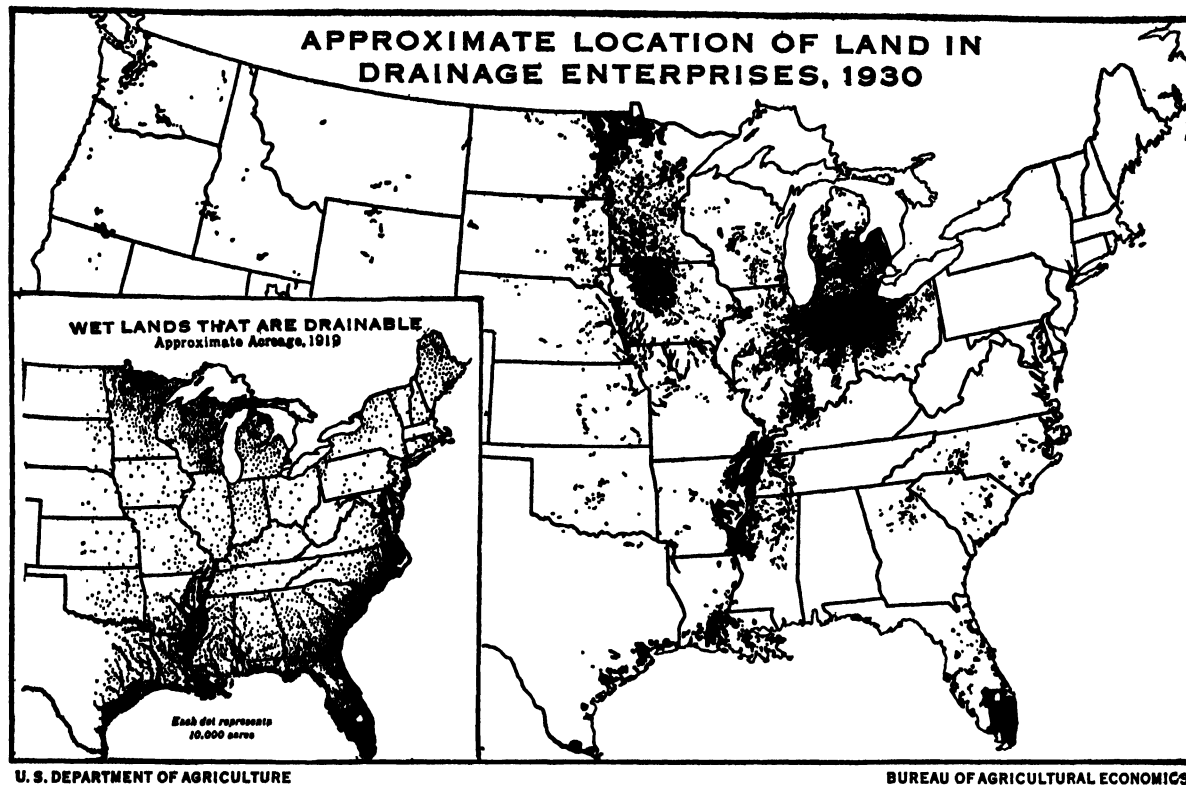 APPROXIMATE LOCATION OF LAND IN
DRAINAGE ENTERPRISES, 1930
WET LANDS THAT ARE DRAINABLE
Approximate Acreage, 1919
Each dot represents
10,000 acres
U. S. DEPARTMENT OF AGRICULTURE
BUREAU OF AGRICULTURAL ECONOMICS